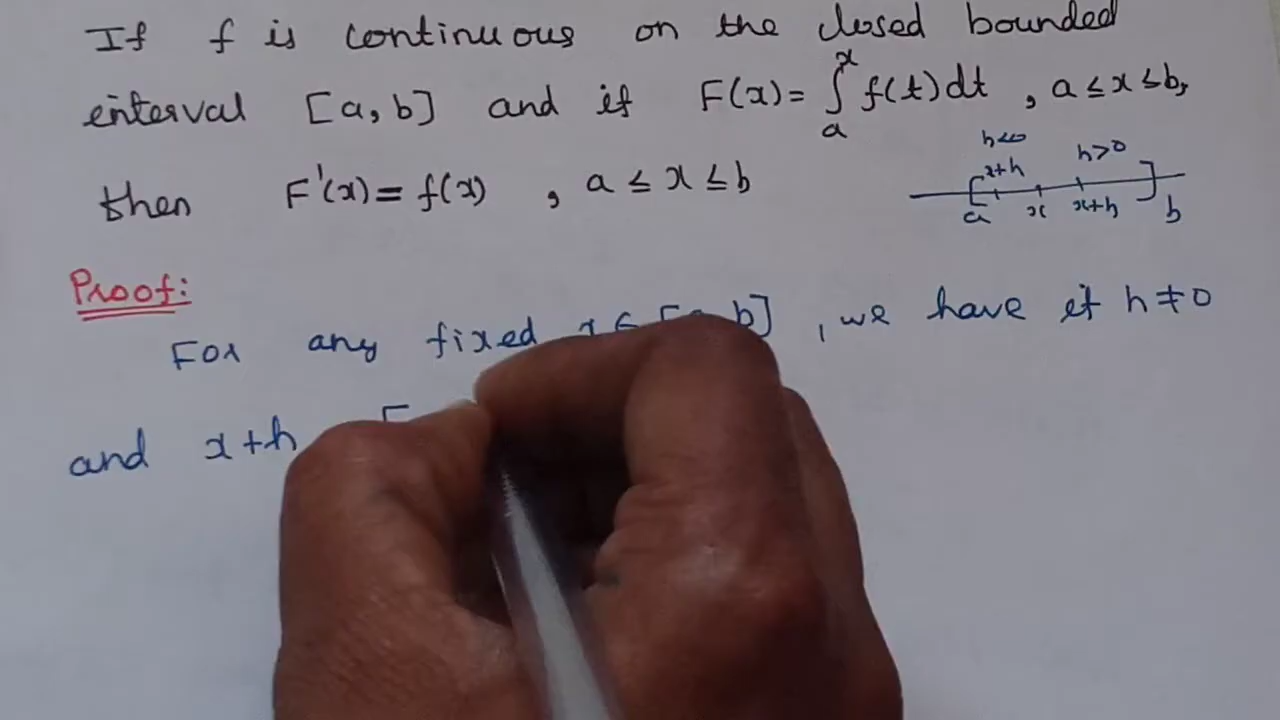 If f is continuous on the closed bounded
interval [a, b] and if F(x) = ∫ₐˣ f(t) dt , a ≤ x ≤ b,
then F'(x) = f(x) , a ≤ x ≤ b
h<0
x+h
h>0
a x x+h b
Proof:
For any fixed x ∈ [a, b] , we have if h ≠ 0
and x+h [